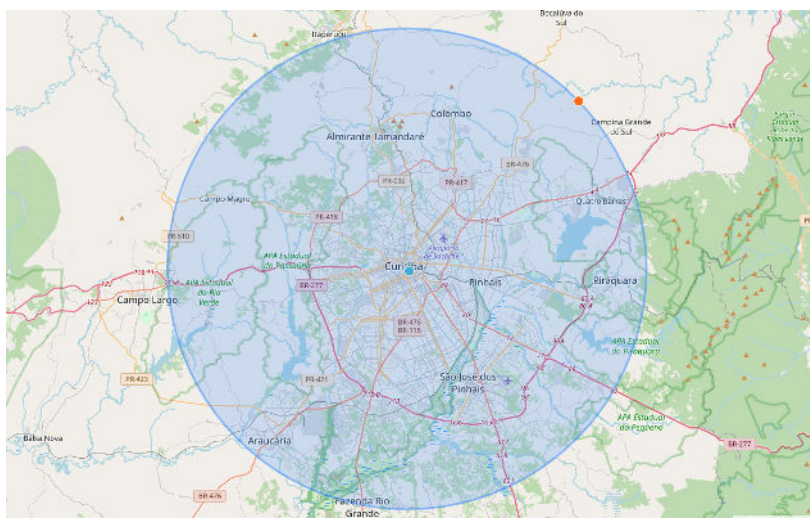 Bocaiúva do
Sul
Itaperuçu
Colombo
Campina Grande
do Sul
Almirante Tamandaré
BR-476
PR-092
PR-417
Campo Magro
Quatro Barras
PR-418
PR-510
Curitiba
APA Estadual
do Passaúna
Pinhais
Piraquara
APA Estadual
do Rio
Verde
BR-277
Campo Largo
BR-476
BR-116
APA Estadual
do Piraquara
PR-423
PR-421
São José dos
Pinhais
APA Estadual
do Pequeno
Balsa Nova
Araucária
BR-277
BR-476
Fazenda Rio
Grande